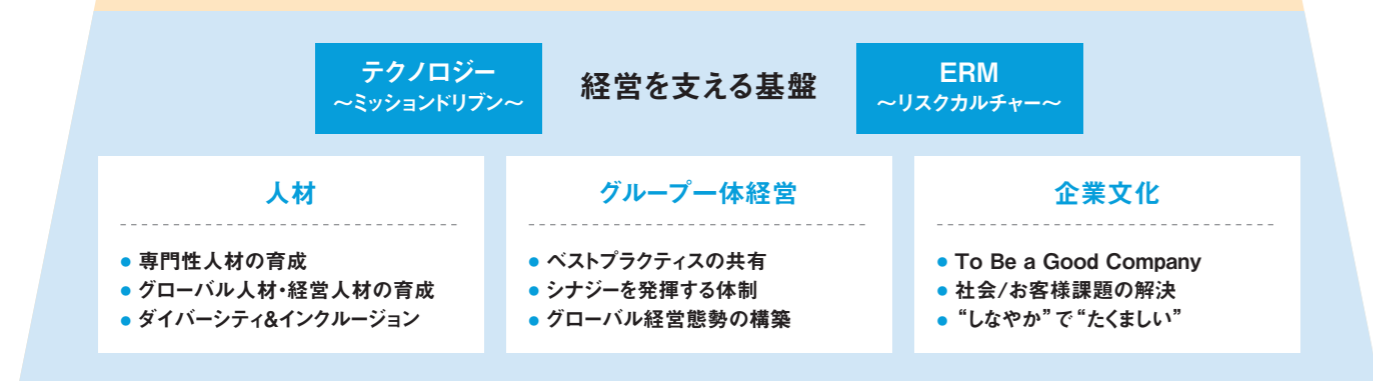 テクノロジー
~ミッションドリブン~
経営を支える基盤
ERM
~リスクカルチャー~
人材
● 専門性人材の育成
● グローバル人材・経営人材の育成
● ダイバーシティ&インクルージョン
グループ一体経営
● ベストプラクティスの共有
● シナジーを発揮する体制
● グローバル経営態勢の構築
企業文化
● To Be a Good Company
● 社会/お客様課題の解決
● “しなやか”で“たくましい”